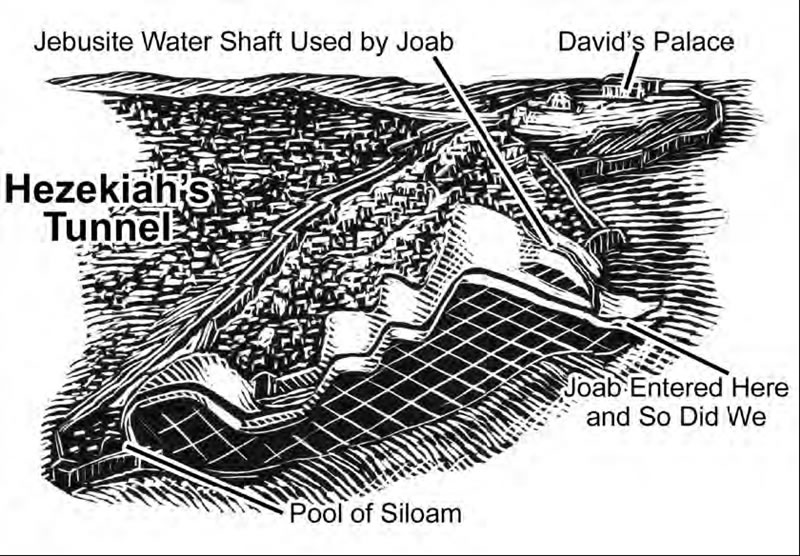 Jebusite Water Shaft Used by Joab
David's Palace
Hezekiah's
Tunnel
Joab Entered Here
and So Did We
Pool of Siloam